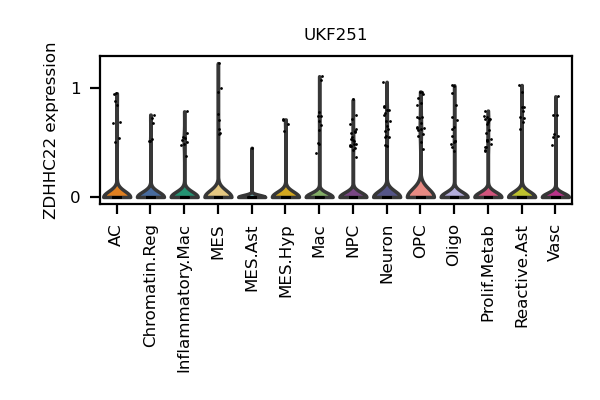 UKF251
ZDHHC22 expression
1
0
AC
Chromatin.Reg
Inflammatory.Mac
MES
MES.Ast
MES.Hyp
Mac
NPC
Neuron
OPC
Oligo
Prolif.Metab
Reactive.Ast
Vasc